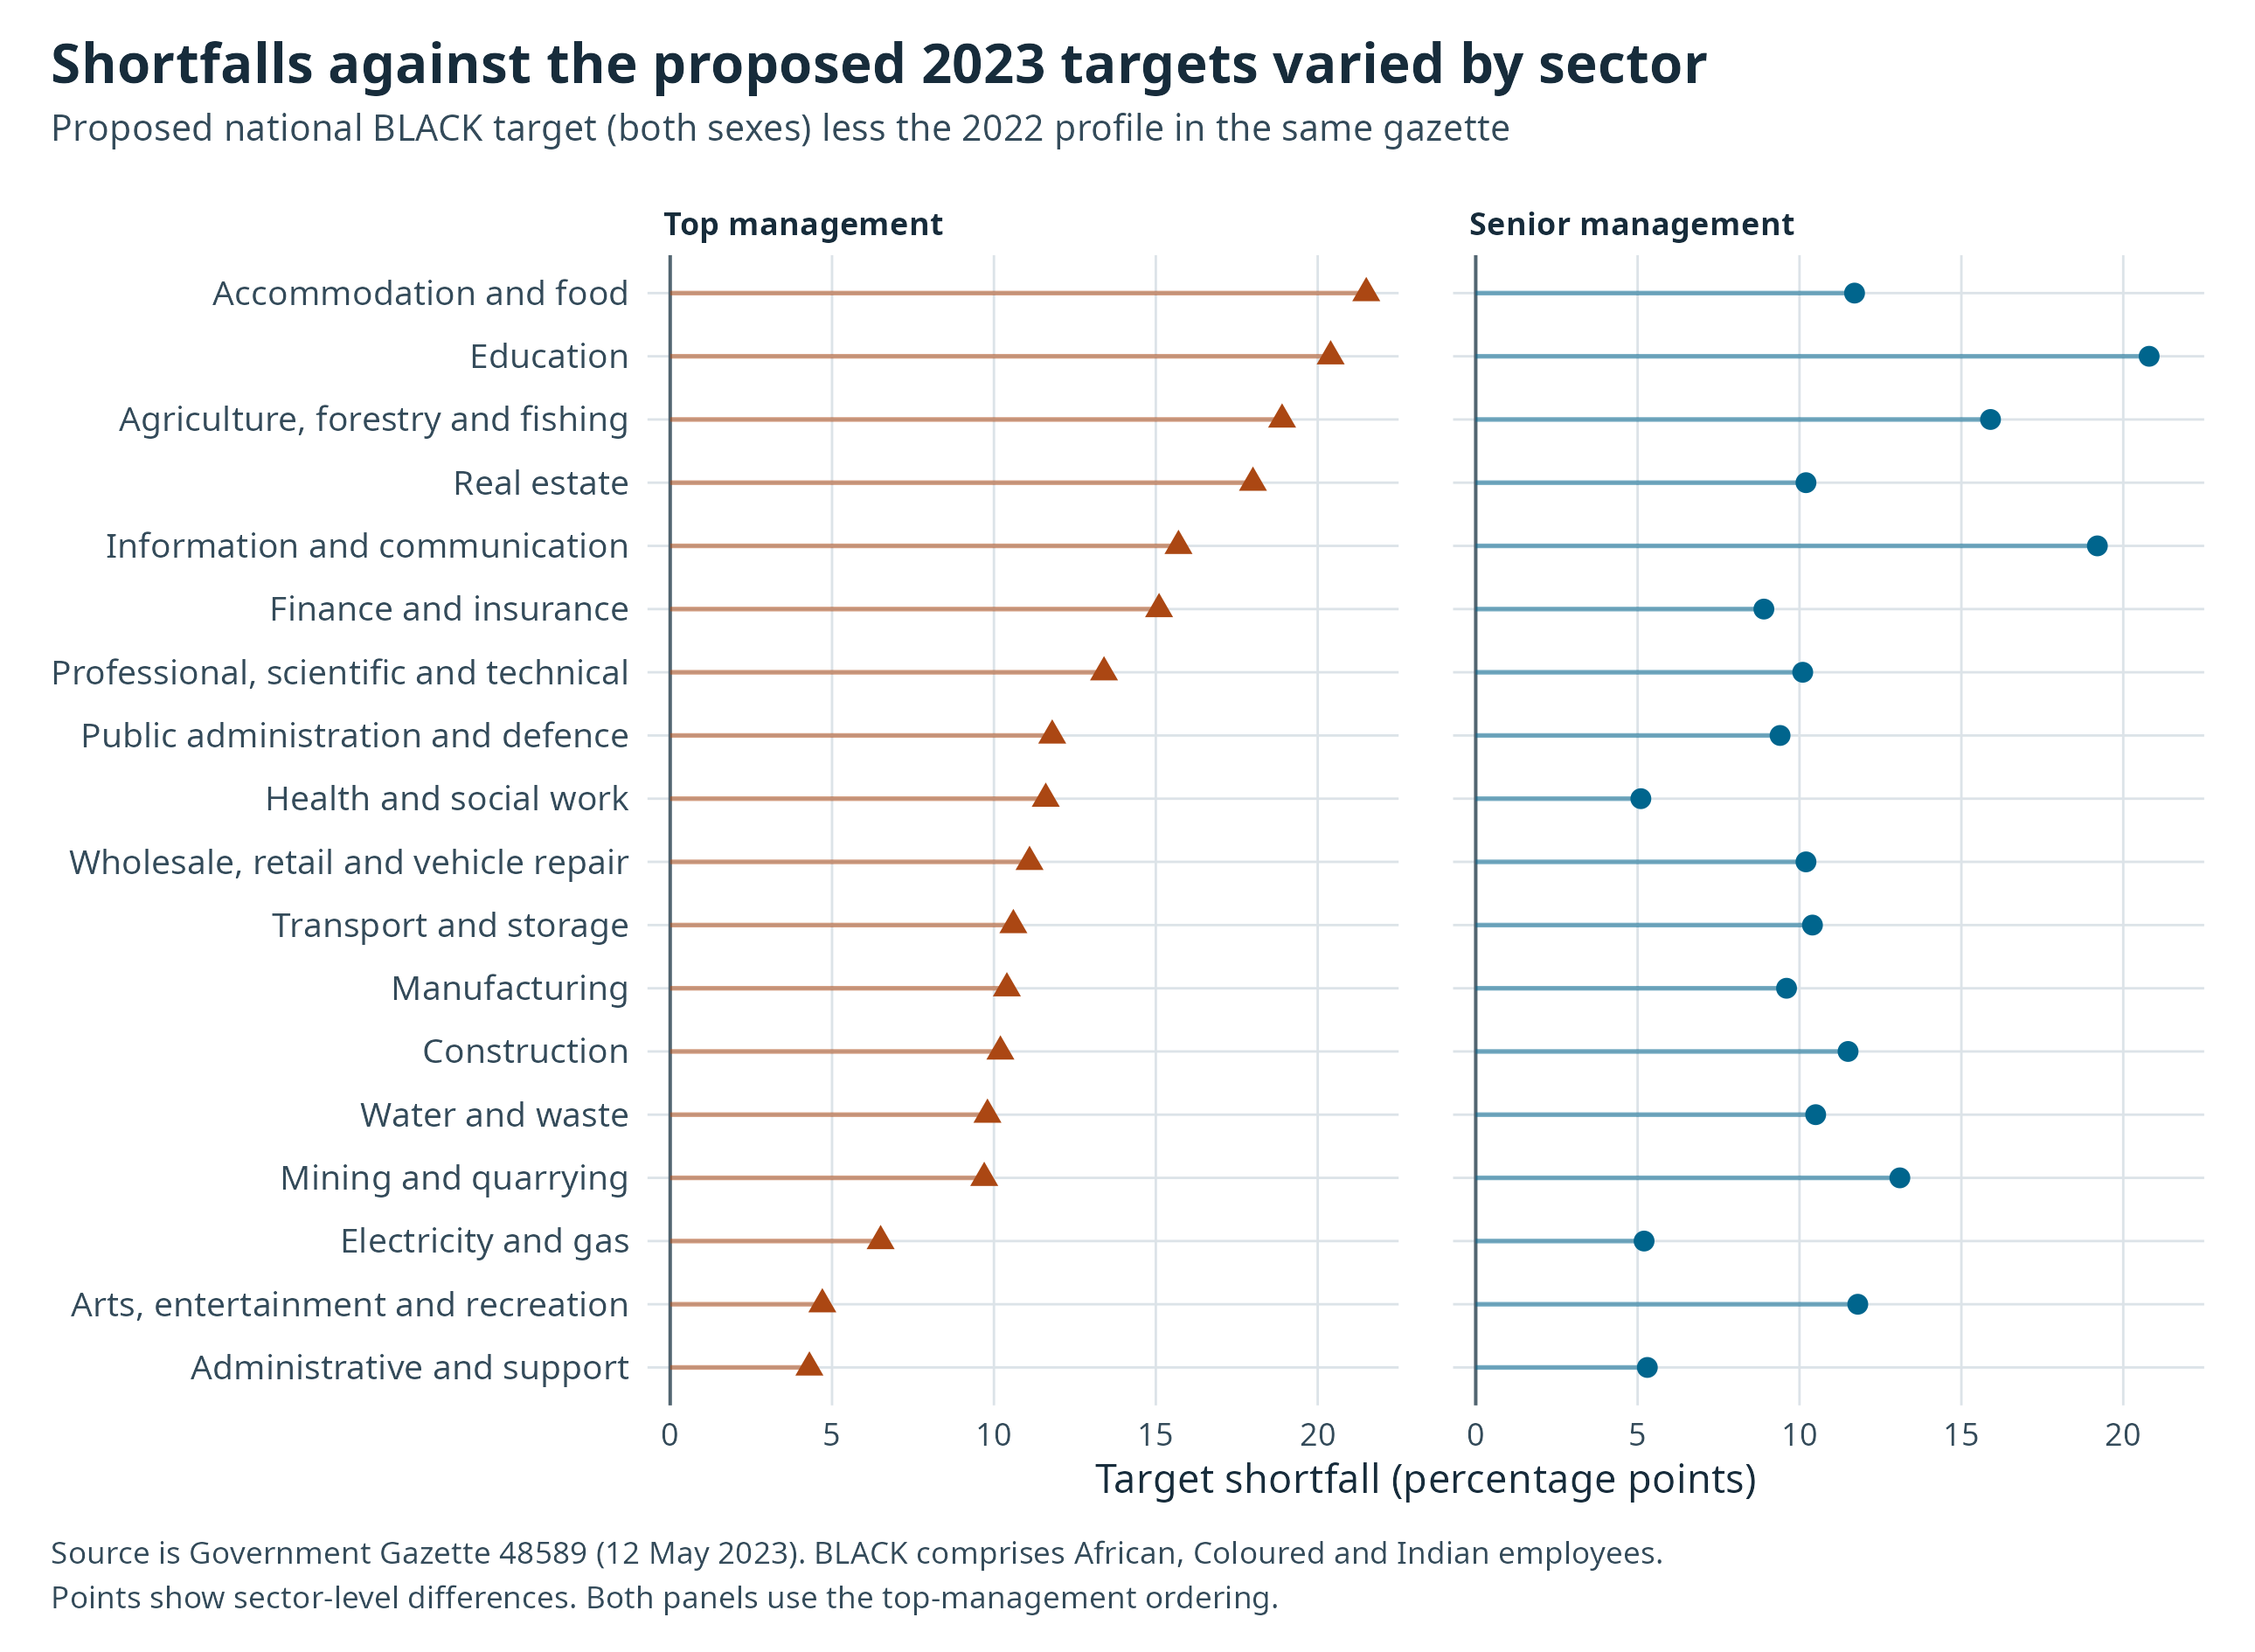 Shortfalls against the proposed 2023 targets varied by sector
Proposed national BLACK target (both sexes) less the 2022 profile in the same gazette
Top management
Senior management
Accommodation and food
Education
Agriculture, forestry and fishing
Real estate
Information and communication
Finance and insurance
Professional, scientific and technical
Public administration and defence
Health and social work
Wholesale, retail and vehicle repair
Transport and storage
Manufacturing
Construction
Water and waste
Mining and quarrying
Electricity and gas
Arts, entertainment and recreation
Administrative and support
0 5 10 15 20
0 5 10 15 20
Target shortfall (percentage points)
Source is Government Gazette 48589 (12 May 2023). BLACK comprises African, Coloured and Indian employees.
Points show sector-level differences. Both panels use the top-management ordering.